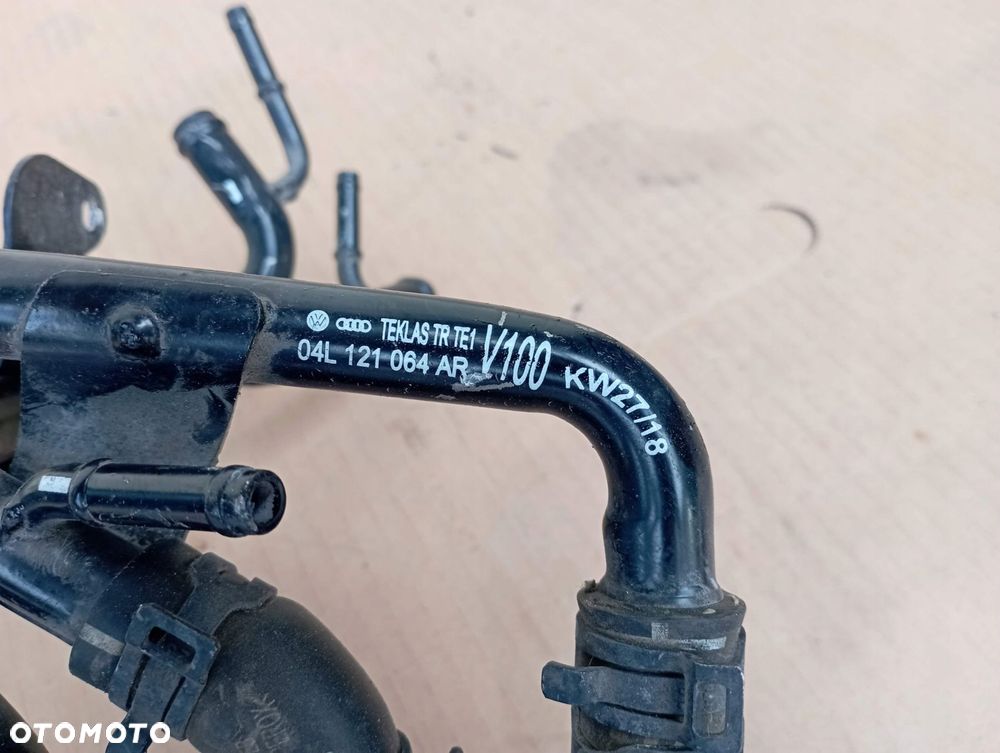 TEKLAS TR TE1
04L 121 064 AR
V100
KW27/18
OTOMOTO